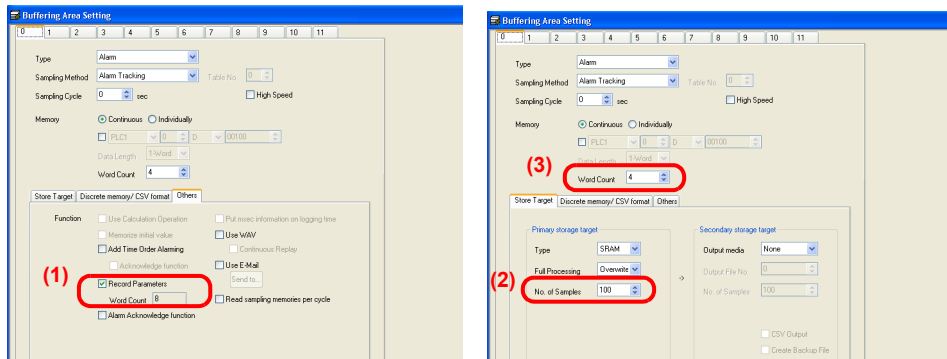 Buffering Area Setting
0 1 2 3 4 5 6 7 8 9 10 11
Type Alarm
Sampling Method Alarm Tracking Table No 0
Sampling Cycle 0 sec High Speed
Memory Continuous Individually
PLC1 0 D 00100
Data Length 1-Word
Word Count 4
Store Target Discrete memory/ CSV format Others
Function Use Calculation Operation Put msec information on logging time
Memorize initial value Use WAV
Add Time Order Alarming Continuous Replay
Acknowledge function Use E-Mail
(1) Record Parameters Send to...
Word Count 8 Read sampling memories per cycle
Alarm Acknowledge function
Buffering Area Setting
0 1 2 3 4 5 6 7 8 9 10 11
Type Alarm
Sampling Method Alarm Tracking Table No 0
Sampling Cycle 0 sec High Speed
Memory Continuous Individually
PLC1 0 D 00100
Data Length 1-Word
(3) Word Count 4
Store Target Discrete memory/ CSV format Others
Primary storage target Secondary storage target
Type SRAM Output media None
Full Processing Overwrite -> Output File No 0
(2) No. of Samples 100 No. of Samples 100
CSV Output
Create Backup File